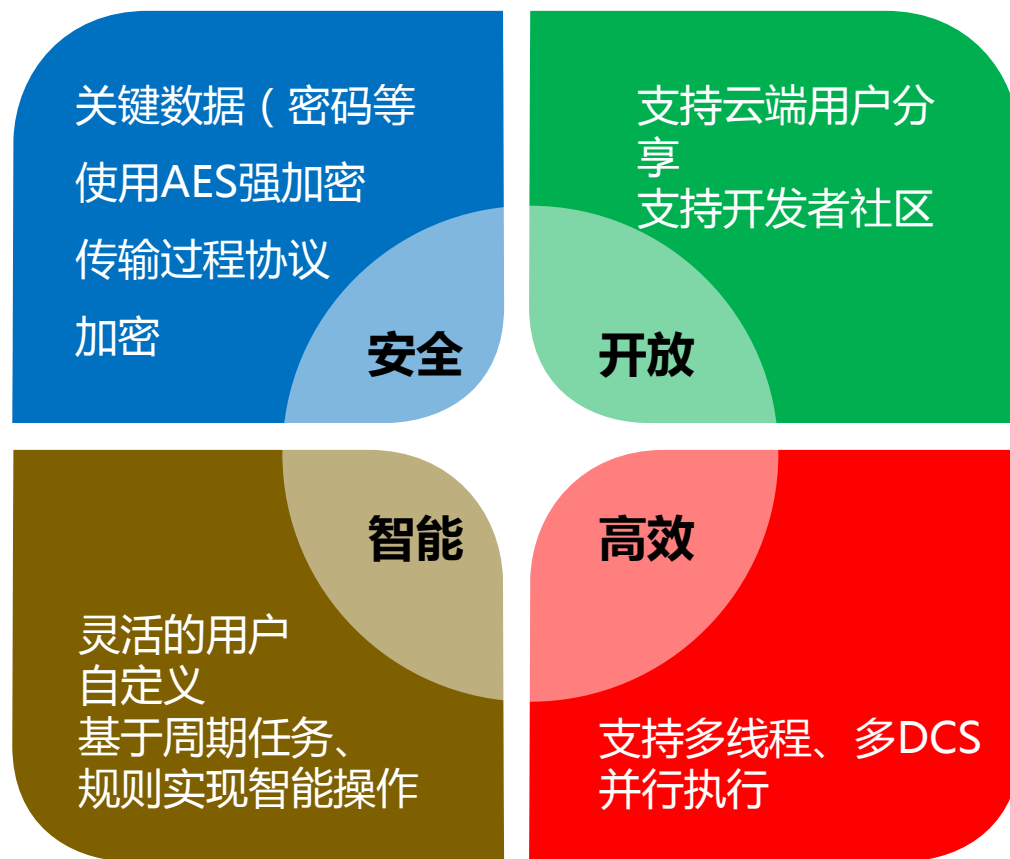 关键数据（密码等
使用AES强加密
传输过程协议
加密
安全
支持云端用户分
享
支持开发者社区
开放
智能
灵活的用户
自定义
基于周期任务、
规则实现智能操作
高效
支持多线程、多DCS
并行执行